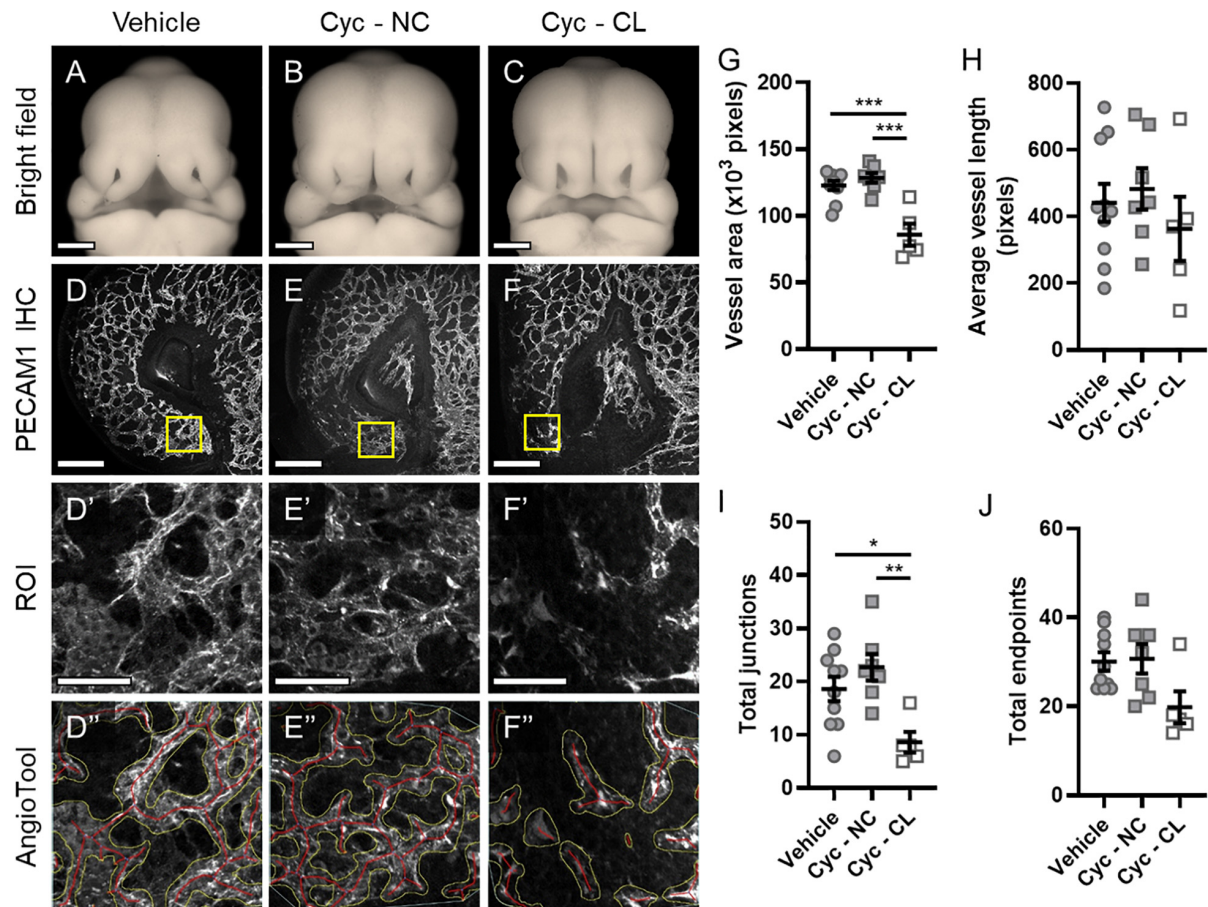 Vehicle
Cyc - NC
Cyc - CL
Bright field
A
B
C
PECAM1 IHC
D
E
F
ROI
D’
E’
F’
AngioTool
D”
E”
F”
G
Vessel area (x10³ pixels)
200
150
100
50
0
***
***
Vehicle
Cyc - NC
Cyc - CL
H
Average vessel length
(pixels)
800
600
400
200
0
Vehicle
Cyc - NC
Cyc - CL
I
Total junctions
50
40
30
20
10
0
*
**
Vehicle
Cyc - NC
Cyc - CL
J
Total endpoints
60
40
20
0
Vehicle
Cyc - NC
Cyc - CL